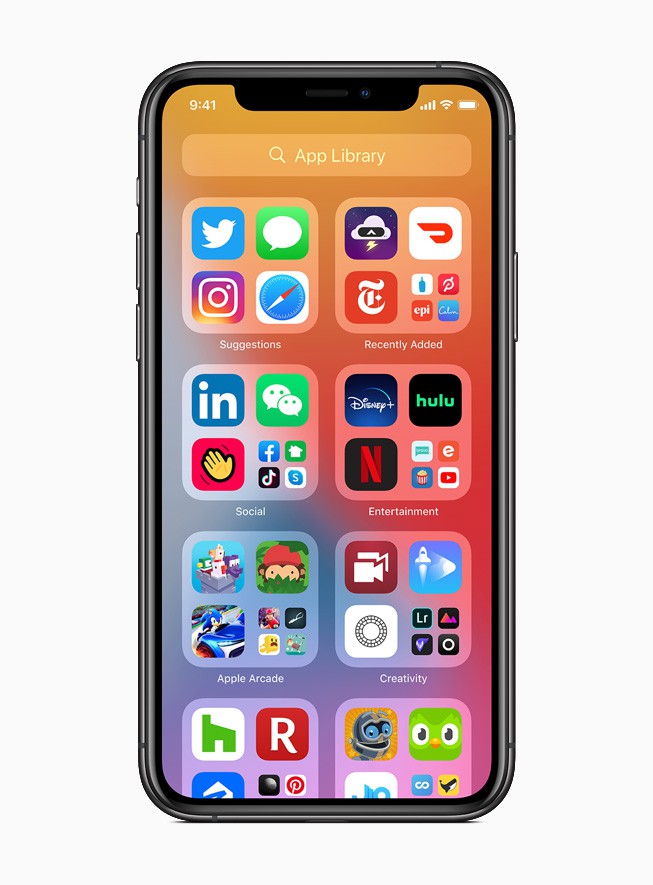 9:41
App Library
Suggestions
Recently Added
epi
Calm
in
DISNEY+
hulu
N
Social
Entertainment
e
S
Lr
Apple Arcade
Creativity
R